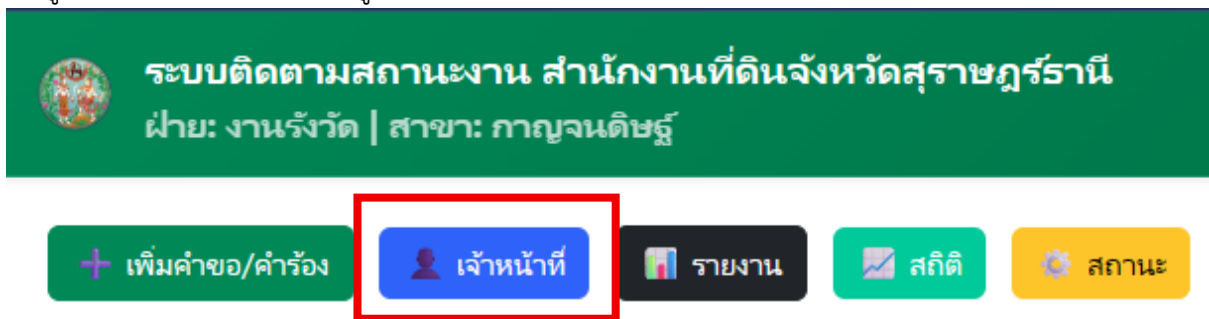 ระบบติดตามสถานะงาน สำนักงานที่ดินจังหวัดสุราษฎร์ธานี
ฝ่าย: งานรังวัด | สาขา: กาญจนดิษฐ์
เพิ่มคำขอ/คำร้อง เจ้าหน้าที่ รายงาน สถิติ สถานะ